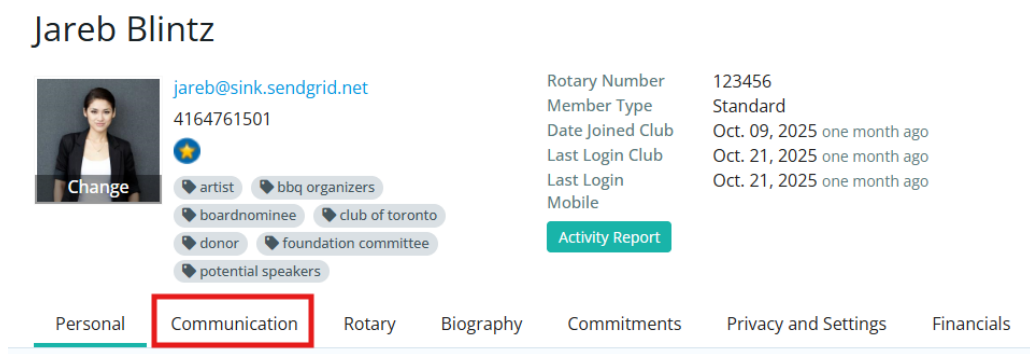 Jareb Blintz
jareb@sink.sendgrid.net
4164761501
Change
artist
bbq organizers
boardnominee
club of toronto
donor
foundation committee
potential speakers
Rotary Number 123456
Member Type Standard
Date Joined Club Oct. 09, 2025 one month ago
Last Login Club Oct. 21, 2025 one month ago
Last Login Oct. 21, 2025 one month ago
Mobile
Activity Report
Personal Communication Rotary Biography Commitments Privacy and Settings Financials